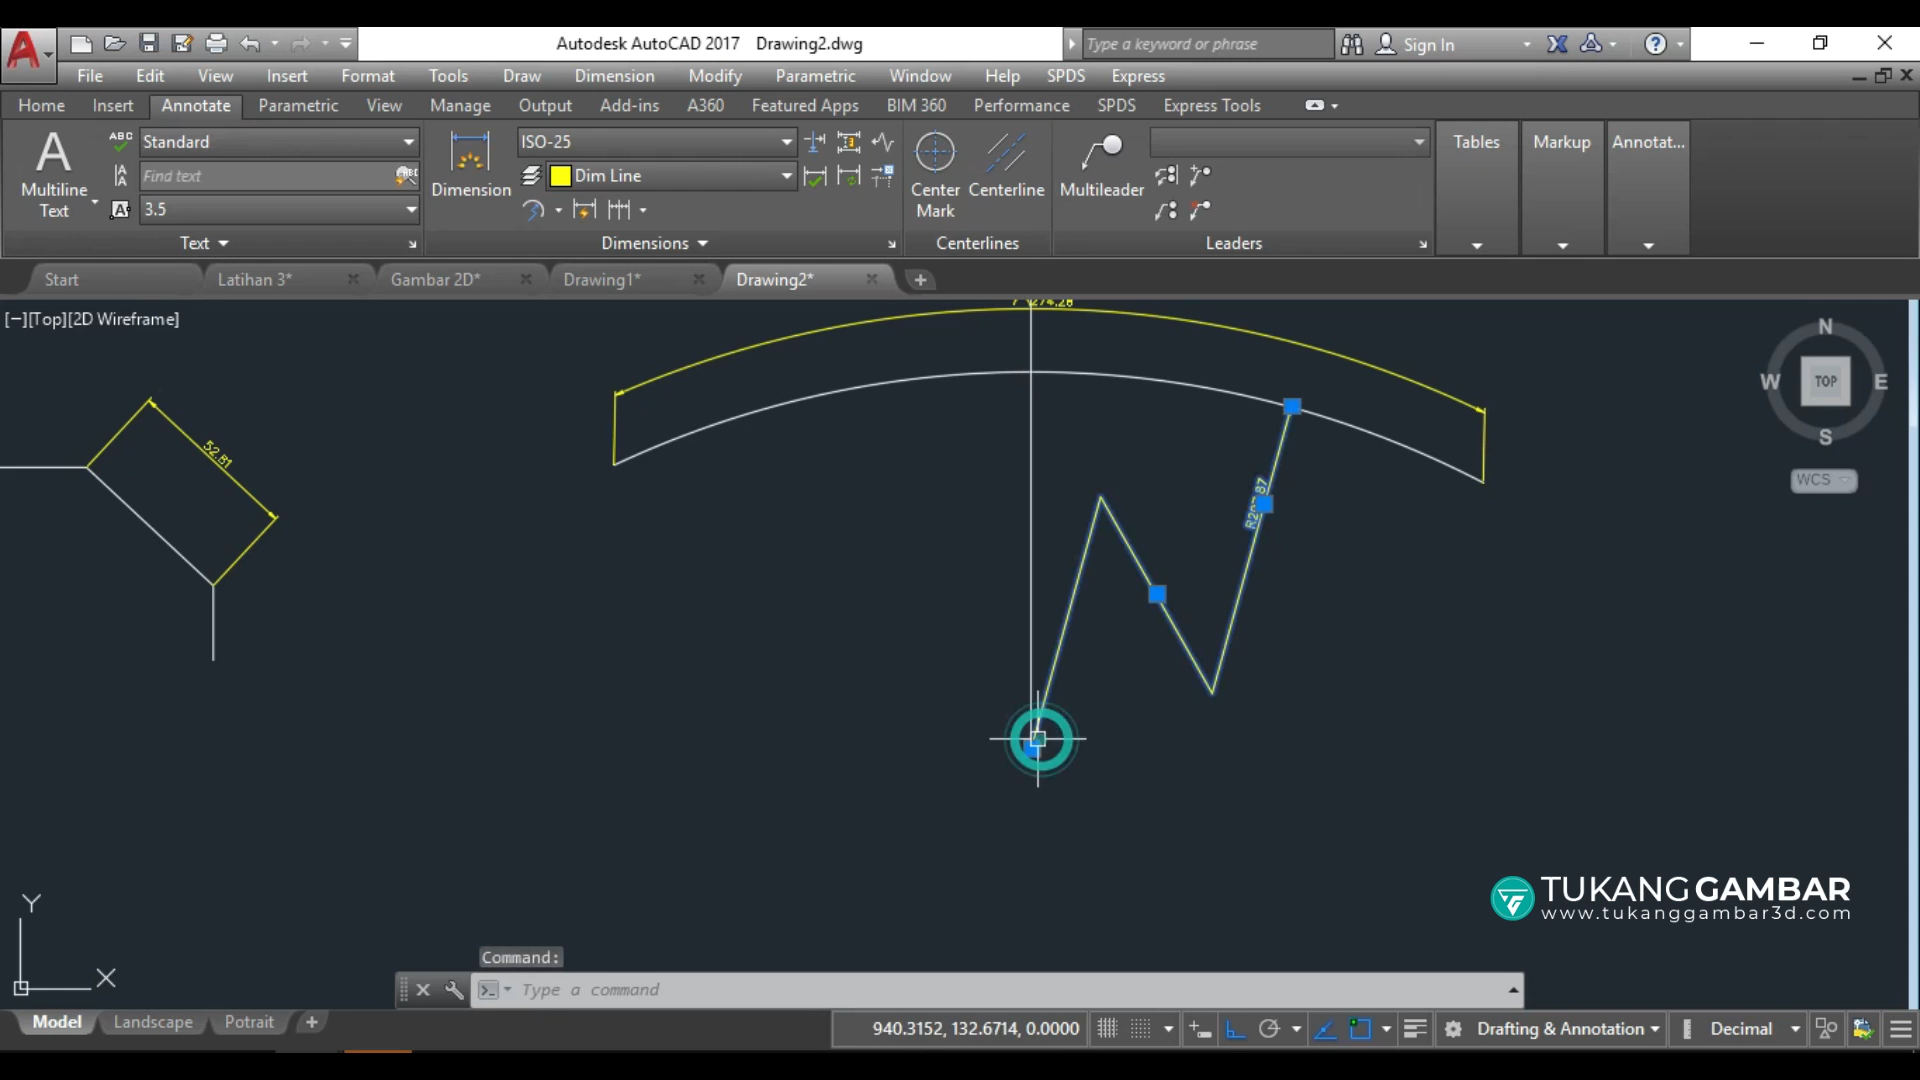 Autodesk AutoCAD 2017 Drawing2.dwg
Type a keyword or phrase
Sign In
File Edit View Insert Format Tools Draw Dimension Modify Parametric Window Help SPDS Express
Home Insert Annotate Parametric View Manage Output Add-ins A360 Featured Apps BIM 360 Performance SPDS Express Tools
Multiline Text
Standard
Find text
3.5
Text
Dimension
ISO-25
Dim Line
Dimensions
Center Mark
Centerline
Centerlines
Multileader
Leaders
Tables
Markup
Annotat...
Start Latihan 3* Gambar 2D* Drawing1* Drawing2*
[−][Top][2D Wireframe]
274.28
N
W TOP E
S
WCS
52.81
TUKANG GAMBAR
www.tukanggambar3d.com
Y
X
Command:
Type a command
Model Landscape Potrait
940.3152, 132.6714, 0.0000
Drafting & Annotation
Decimal